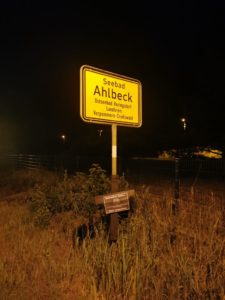 Seebad
Ahlbeck
Ostseebad Heringsdorf
Landkreis
Vorpommern-Greifswald